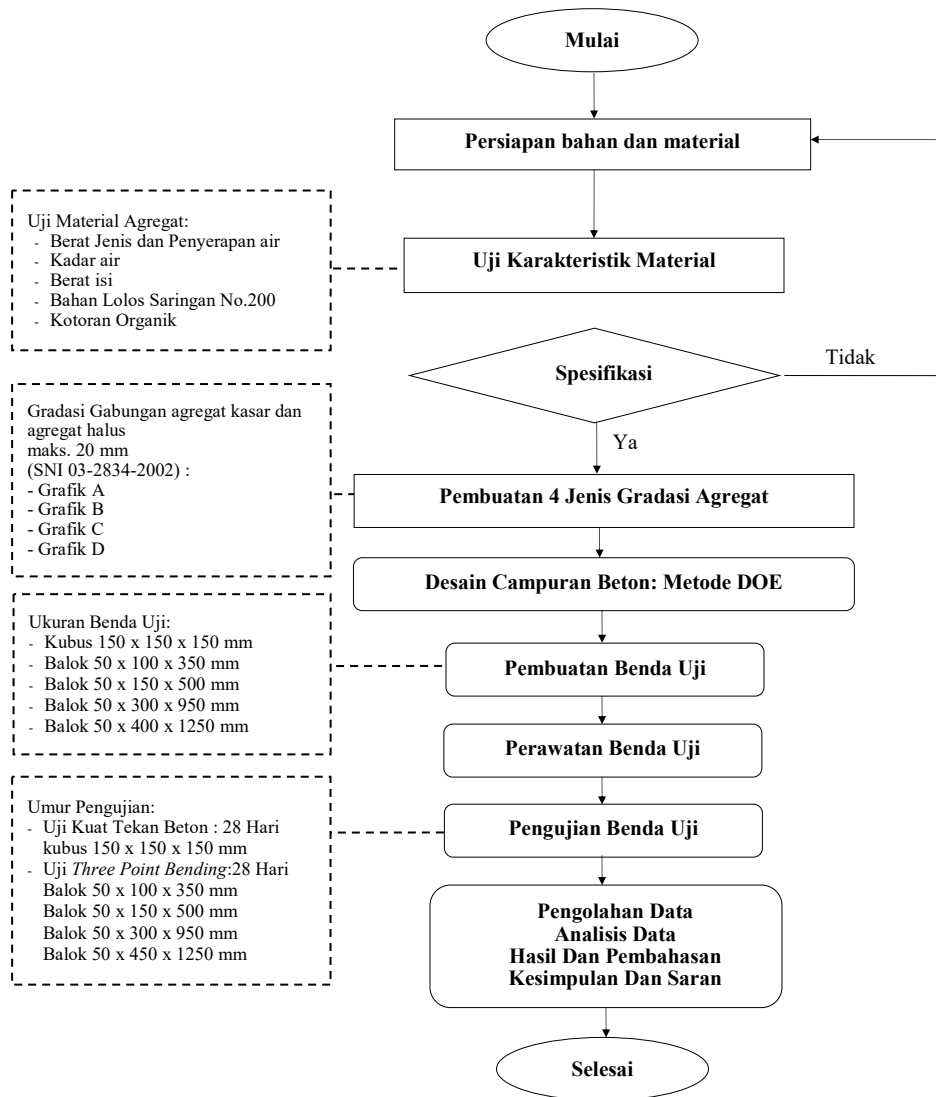 Mulai
Persiapan bahan dan material
Uji Material Agregat:
- Berat Jenis dan Penyerapan air
- Kadar air
- Berat isi
- Bahan Lolos Saringan No.200
- Kotoran Organik
Uji Karakteristik Material
Spesifikasi
Tidak
Ya
Gradasi Gabungan agregat kasar dan
agregat halus
maks. 20 mm
(SNI 03-2834-2002) :
- Grafik A
- Grafik B
- Grafik C
- Grafik D
Pembuatan 4 Jenis Gradasi Agregat
Desain Campuran Beton: Metode DOE
Ukuran Benda Uji:
- Kubus 150 x 150 x 150 mm
- Balok 50 x 100 x 350 mm
- Balok 50 x 150 x 500 mm
- Balok 50 x 300 x 950 mm
- Balok 50 x 400 x 1250 mm
Pembuatan Benda Uji
Perawatan Benda Uji
Umur Pengujian:
- Uji Kuat Tekan Beton : 28 Hari
kubus 150 x 150 x 150 mm
- Uji Three Point Bending:28 Hari
Balok 50 x 100 x 350 mm
Balok 50 x 150 x 500 mm
Balok 50 x 300 x 950 mm
Balok 50 x 450 x 1250 mm
Pengujian Benda Uji
Pengolahan Data
Analisis Data
Hasil Dan Pembahasan
Kesimpulan Dan Saran
Selesai